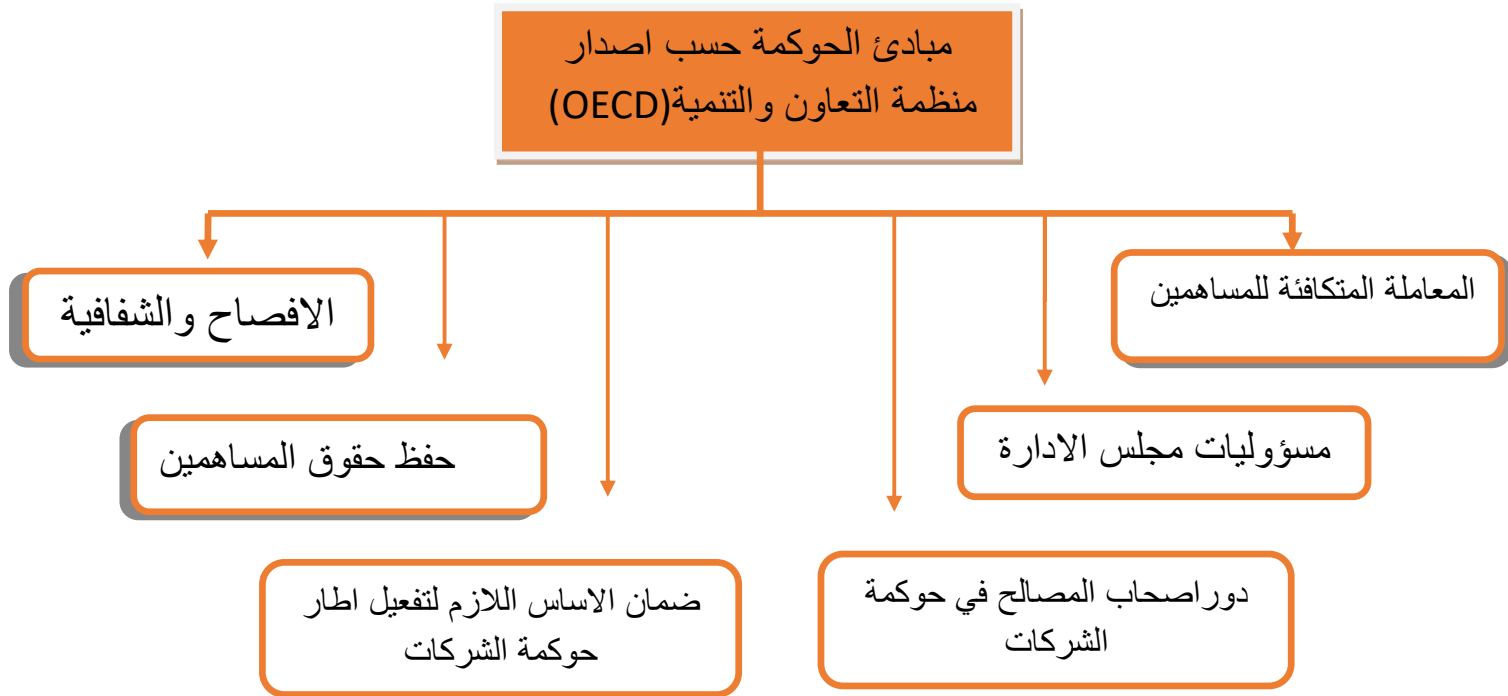 مبادئ الحوكمة حسب اصدار
منظمة التعاون والتنمية(OECD)
المعاملة المتكافئة للمساهمين
الافصاح والشفافية
مسؤوليات مجلس الادارة
حفظ حقوق المساهمين
دوراصحاب المصالح في حوكمة
الشركات
ضمان الاساس اللازم لتفعيل اطار
حوكمة الشركات